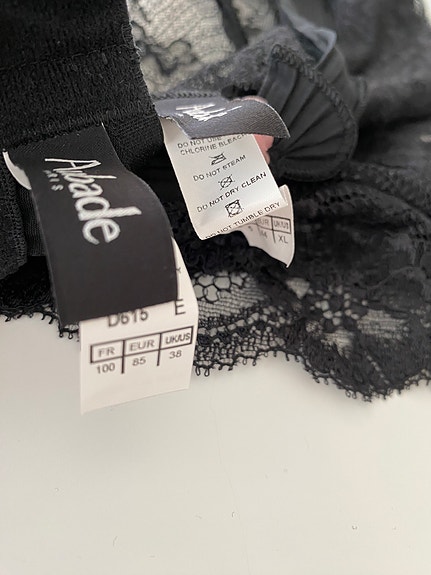 Aubade
PARIS
D615 E
FR EUR UK/US
100 85 38
DO NOT USE
CHLORINE BLEACH
DO NOT STEAM
DO NOT DRY CLEAN
DO NOT TUMBLE DRY
XL